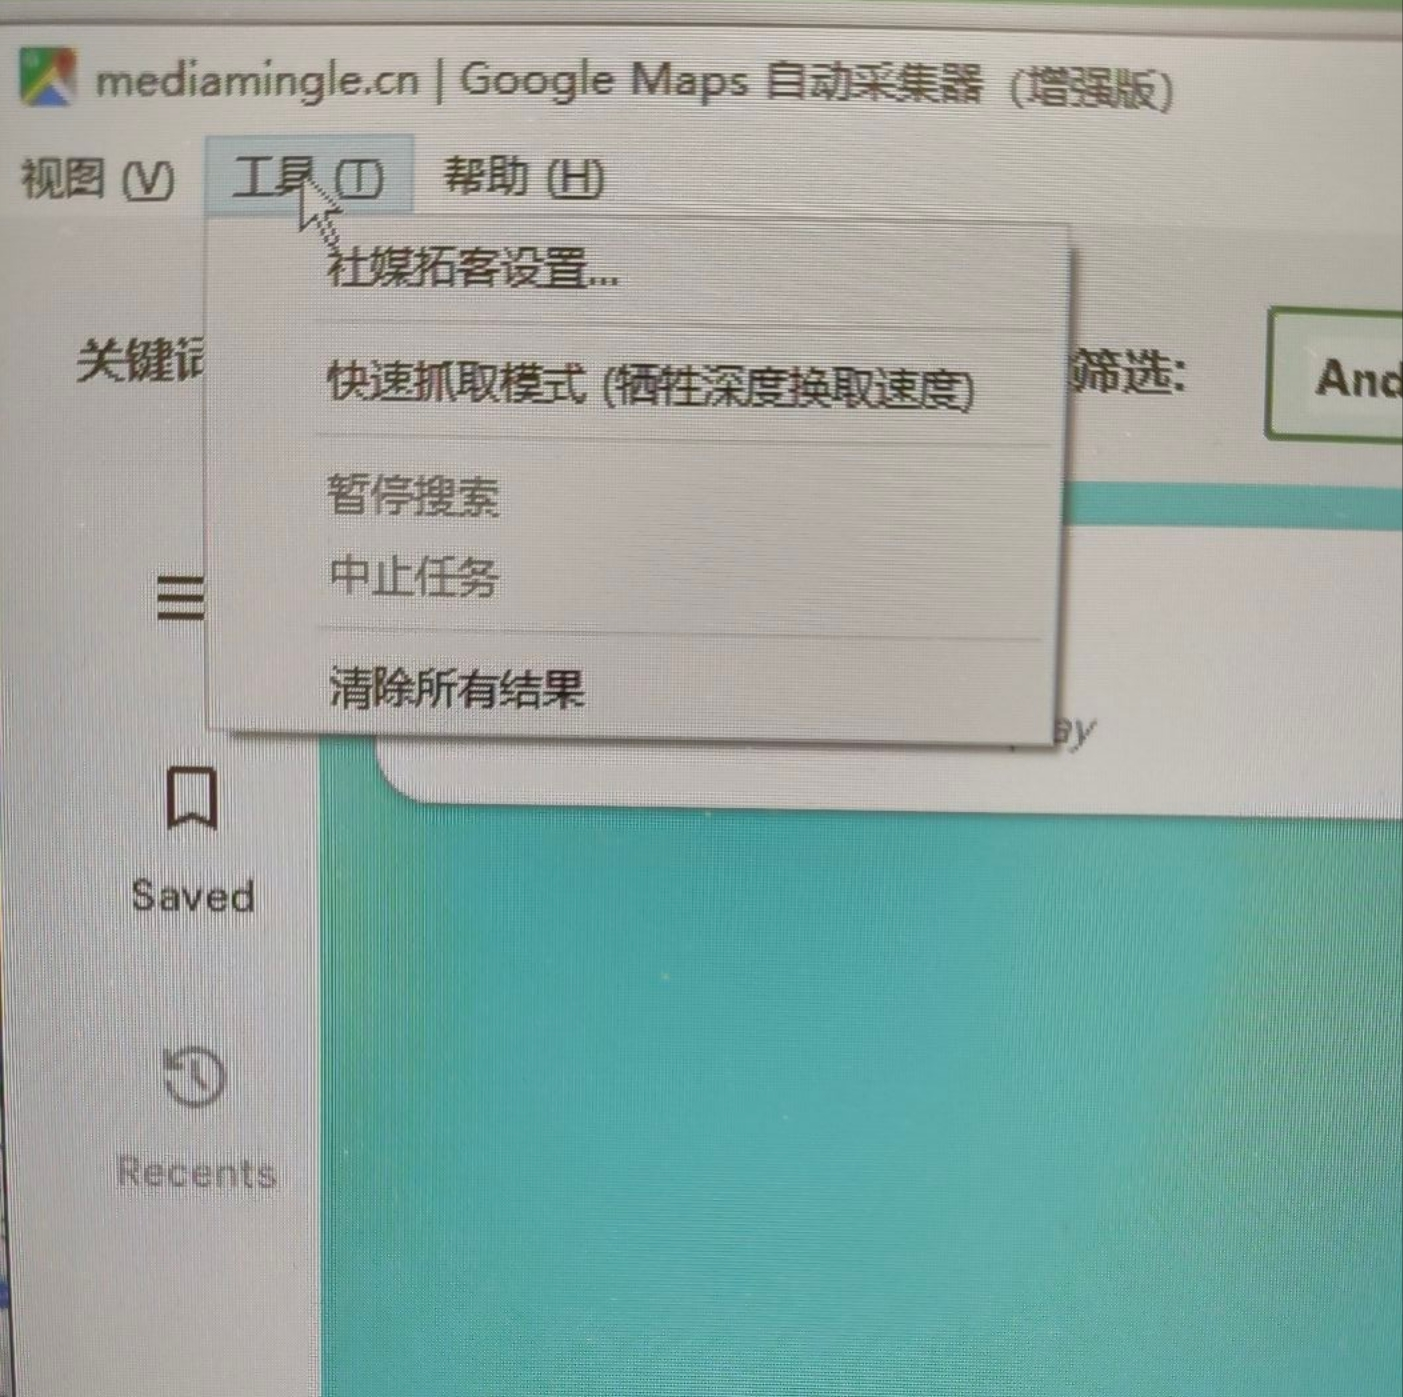 mediamingle.cn | Google Maps 自动采集器（增强版）
视图 (V) 工具 (T) 帮助 (H)
社媒拓客设置...
快速抓取模式 (牺牲深度换取速度)
关键词 筛选: And
暂停搜索
中止任务
清除所有结果
Saved
Recents